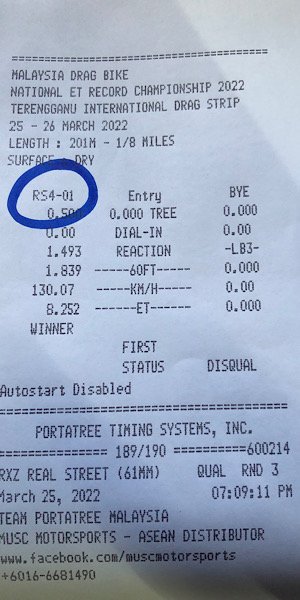 ================================================
MALAYSIA DRAG BIKE
NATIONAL ET RECORD CHAMPIONSHIP 2022
TERENGGANU INTERNATIONAL DRAG STRIP
25 - 26 MARCH 2022
LENGTH : 201M - 1/8 MILES
SURFACE : DRY
RS4-01 Entry BYE
0.500 0.000 TREE 0.000
0.00 DIAL-IN 0.00
1.493 REACTION -LB3-
1.839 -----60FT----- 0.000
130.07 -----KM/H----- 0.00
8.252 ------ET------ 0.000
WINNER
FIRST
STATUS DISQUAL
Autostart Disabled
================================================
PORTATREE TIMING SYSTEMS, INC.
=============== 189/190 ==========600214
RXZ REAL STREET (61MM) QUAL RND 3
March 25, 2022 07:09:11 PM
TEAM PORTATREE MALAYSIA
MUSC MOTORSPORTS - ASEAN DISTRIBUTOR
www.facebook.com/muscmotorsports
+6016-6681490